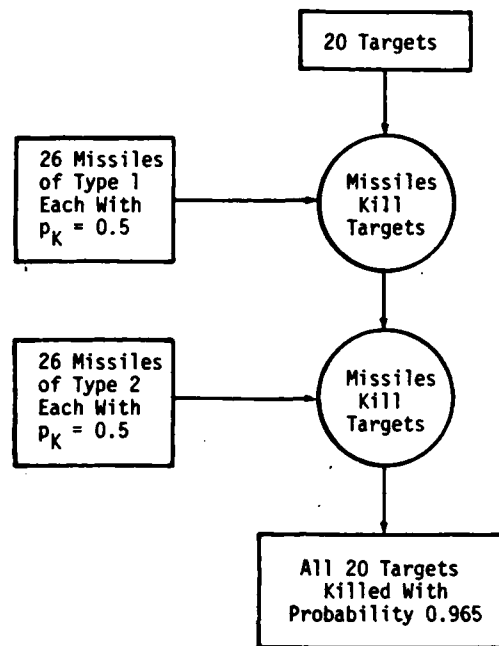 20 Targets
26 Missiles
of Type 1
Each With
pK = 0.5
Missiles
Kill
Targets
26 Missiles
of Type 2
Each With
pK = 0.5
Missiles
Kill
Targets
All 20 Targets
Killed With
Probability 0.965